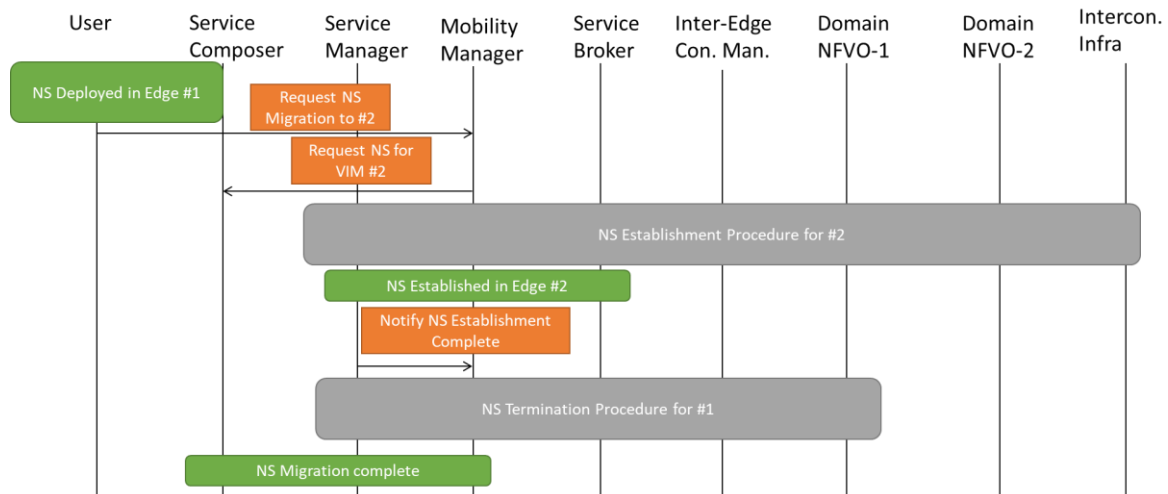 User
Service
Composer
Service
Manager
Mobility
Manager
Service
Broker
Inter-Edge
Con. Man.
Domain
NFVO-1
Domain
NFVO-2
Intercon.
Infra
NS Deployed in Edge #1
Request NS
Migration to #2
Request NS for
VIM #2
NS Establishment Procedure for #2
NS Established in Edge #2
Notify NS Establishment
Complete
NS Termination Procedure for #1
NS Migration complete